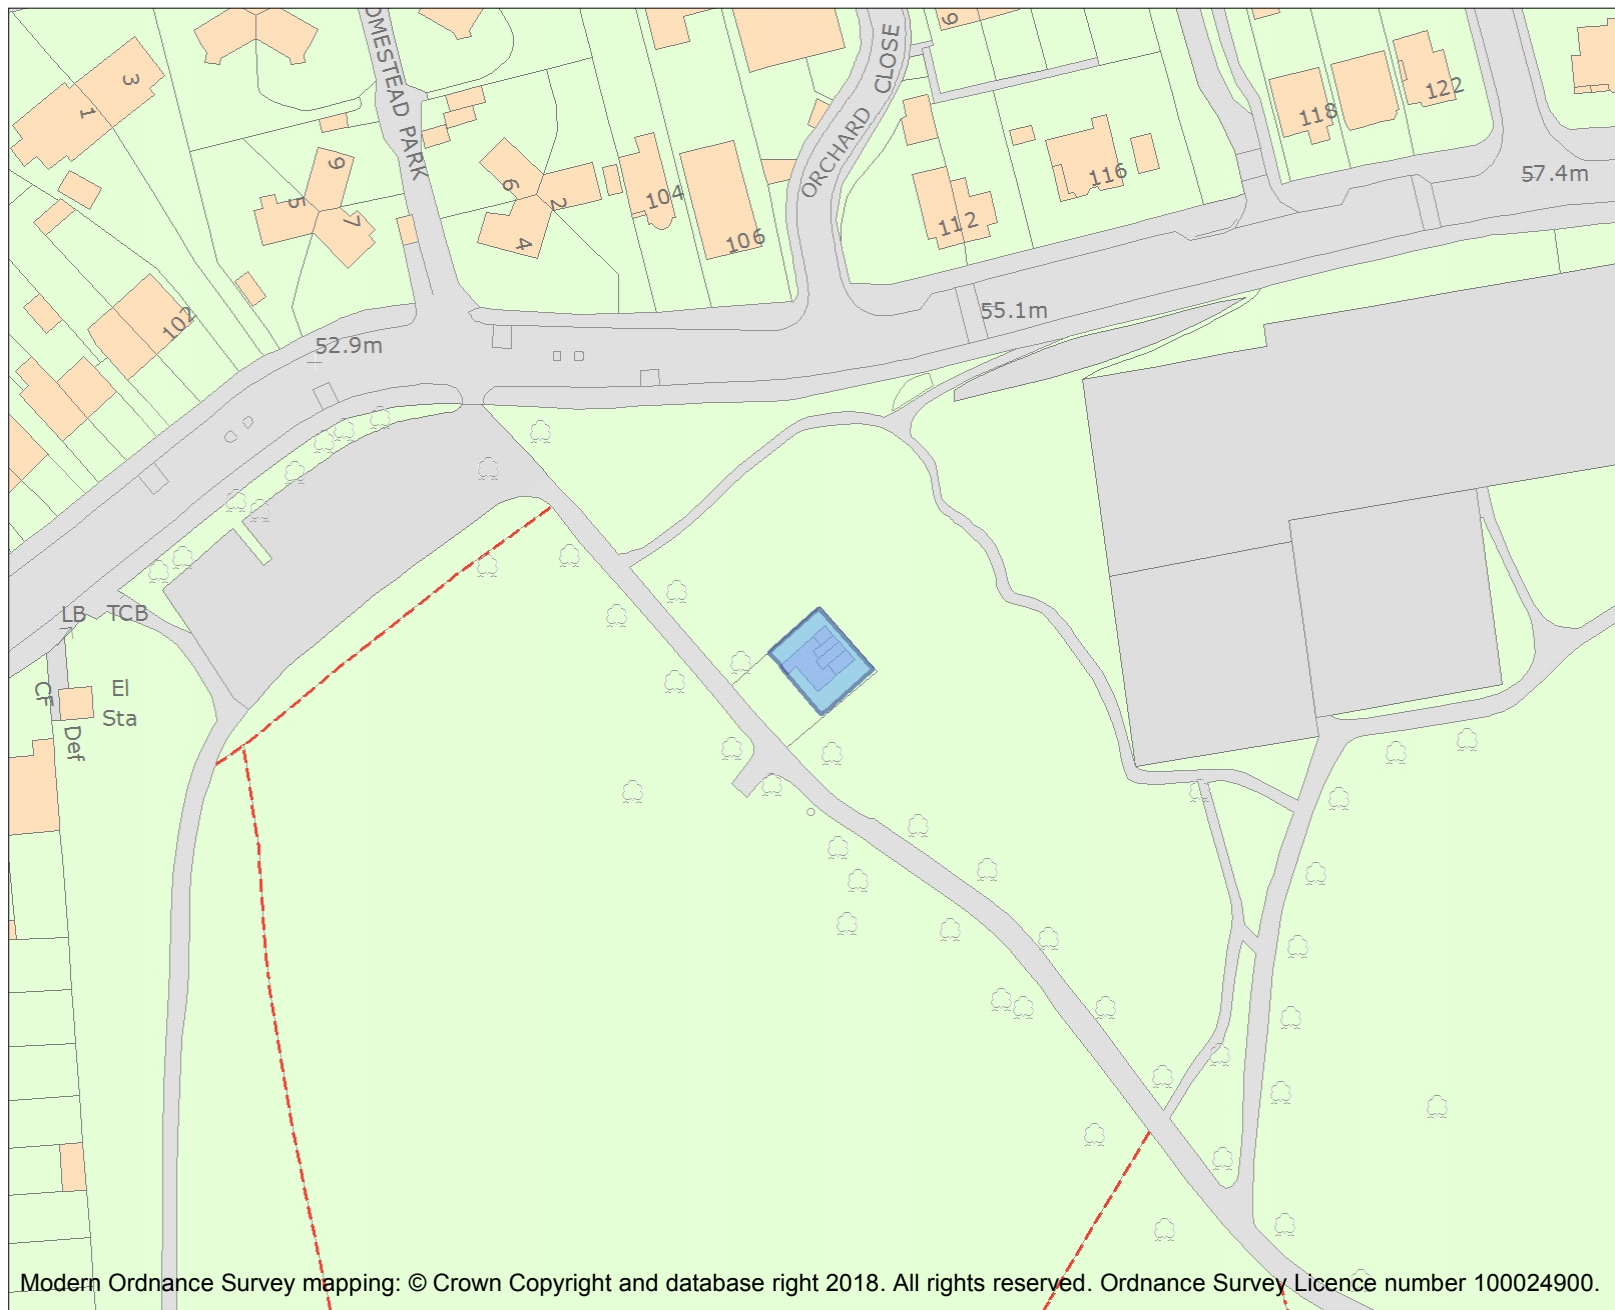 OMESTEAD PARK
ORCHARD CLOSE
9
3
1
118
122
9
5
7
6
2
4
104
106
116
112
57.4m
102
52.9m
55.1m
LB
TCB
CF
El
Sta
Def
Modern Ordnance Survey mapping: © Crown Copyright and database right 2018. All rights reserved. Ordnance Survey Licence number 100024900.